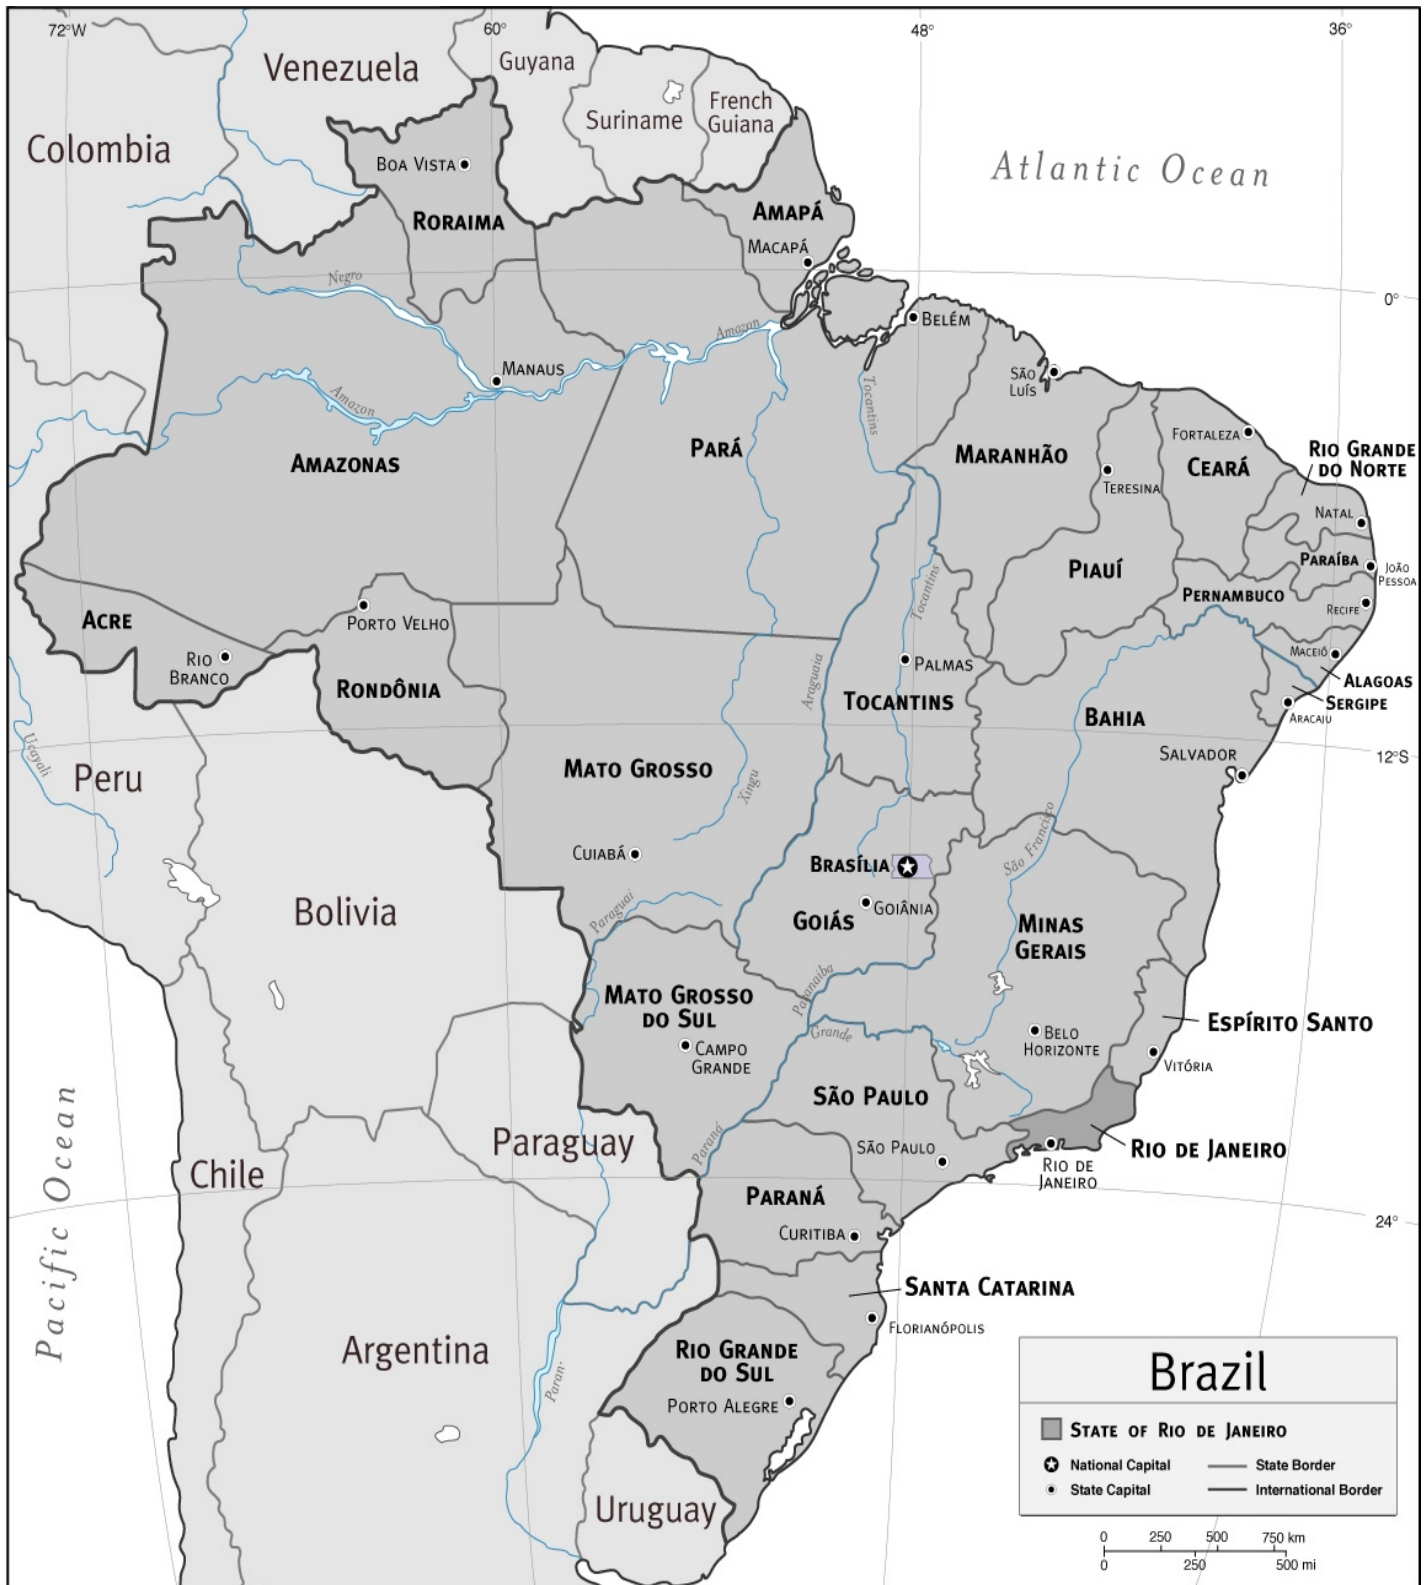 72°W
60°
48°
36°
Venezuela
Guyana
Suriname
French
Guiana
Colombia
Atlantic Ocean
Boa Vista
Roraima
Amapá
Macapá
0°
Negro
Amazon
Belém
Manaus
São
Luís
Amazon
Tocantins
Fortaleza
Amazonas
Pará
Maranhão
Ceará
Rio Grande
do Norte
Teresina
Natal
Paraíba
João
Pessoa
Piauí
Pernambuco
Recife
Tocantins
Acre
Porto Velho
Rio
Branco
Rondônia
Palmas
Araguaia
Tocantins
Maceió
Alagoas
Sergipe
Aracaju
Bahia
Salvador
12°S
Ucayali
Peru
Mato Grosso
Xingu
São Francisco
Cuiabá
Brasília
Goiânia
Goiás
Paraguai
Bolivia
Minas
Gerais
Paranaiba
Mato Grosso
do Sul
Campo
Grande
Grande
Belo
Horizonte
Espírito Santo
Vitória
São Paulo
São Paulo
Paraná
Rio de Janeiro
Rio de
Janeiro
Pacific Ocean
Chile
Paraguay
Paraná
Curitiba
24°
Santa Catarina
Florianópolis
Argentina
Paran-
Rio Grande
do Sul
Porto Alegre
Uruguay
Brazil
State of Rio de Janeiro
National Capital
State Border
State Capital
International Border
0 250 500 750 km
0 250 500 mi